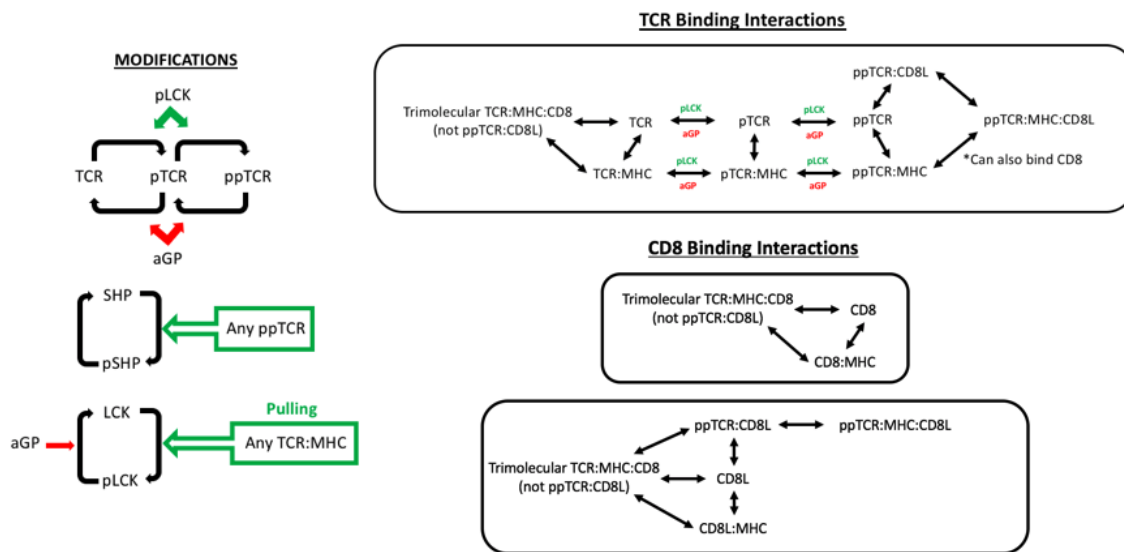 MODIFICATIONS
pLCK
TCR pTCR ppTCR
aGP
SHP
pSHP
Any ppTCR
Pulling
LCK
aGP
pLCK
Any TCR:MHC
TCR Binding Interactions
ppTCR:CD8L
Trimolecular TCR:MHC:CD8
(not ppTCR:CD8L)
TCR
pLCK
aGP
pTCR
pLCK
aGP
ppTCR
ppTCR:MHC:CD8L
TCR:MHC
pLCK
aGP
pTCR:MHC
pLCK
aGP
ppTCR:MHC
*Can also bind CD8
CD8 Binding Interactions
Trimolecular TCR:MHC:CD8
(not ppTCR:CD8L)
CD8
CD8:MHC
ppTCR:CD8L
ppTCR:MHC:CD8L
Trimolecular TCR:MHC:CD8
(not ppTCR:CD8L)
CD8L
CD8L:MHC